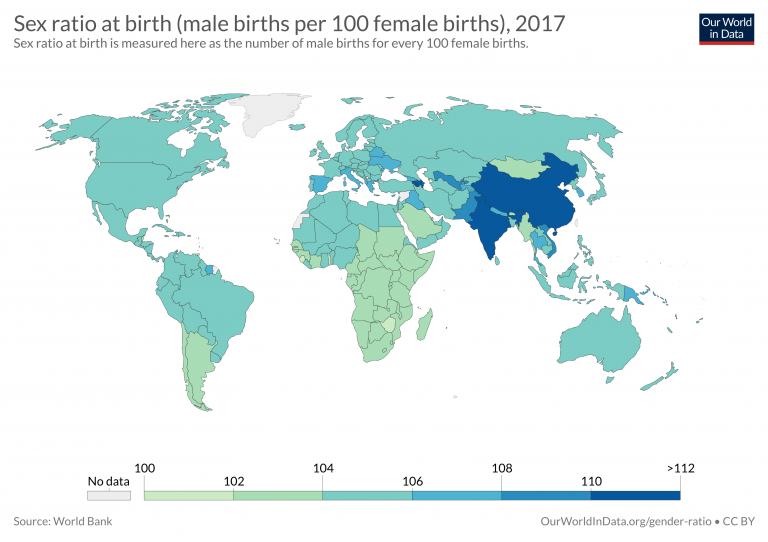 Sex ratio at birth (male births per 100 female births), 2017
Sex ratio at birth is measured here as the number of male births for every 100 female births.
Our World
in Data
No data
100
102
104
106
108
110
>112
Source: World Bank
OurWorldInData.org/gender-ratio • CC BY